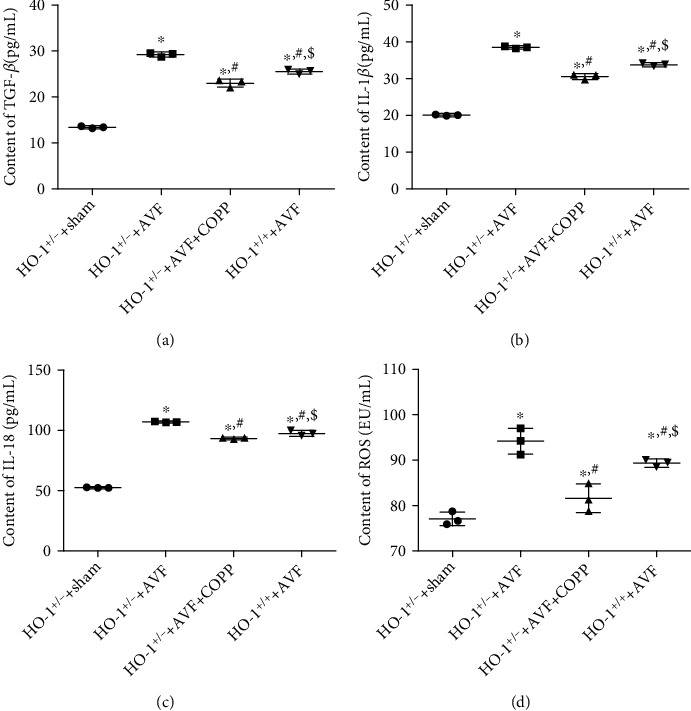 Content of TGF-β(pg/mL)
40
30
20
10
0
*
*,#
*,#,$
HO-1+/−+sham
HO-1+/−+AVF
HO-1+/−+AVF+COPP
HO-1+/++AVF
(a)
Content of IL-1β(pg/mL)
50
40
30
20
10
0
*
*,#
*,#,$
HO-1+/−+sham
HO-1+/−+AVF
HO-1+/−+AVF+COPP
HO-1+/++AVF
(b)
Content of IL-18 (pg/mL)
150
100
50
0
*
*,#
*,#,$
HO-1+/−+sham
HO-1+/−+AVF
HO-1+/−+AVF+COPP
HO-1+/++AVF
(c)
Content of ROS (EU/mL)
110
100
90
80
70
*
*,#
*,#,$
HO-1+/−+sham
HO-1+/−+AVF
HO-1+/−+AVF+COPP
HO-1+/++AVF
(d)